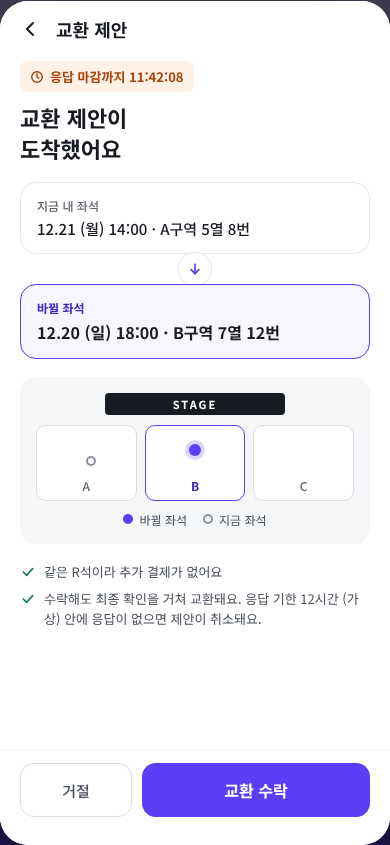 교환 제안
응답 마감까지 11:42:08
교환 제안이
도착했어요
지금 내 좌석
12.21 (월) 14:00 · A구역 5열 8번
바뀔 좌석
12.20 (일) 18:00 · B구역 7열 12번
STAGE
A B C
바뀔 좌석 지금 좌석
같은 R석이라 추가 결제가 없어요
수락해도 최종 확인을 거쳐 교환돼요. 응답 기한 12시간 (가
상) 안에 응답이 없으면 제안이 취소돼요.
거절 교환 수락